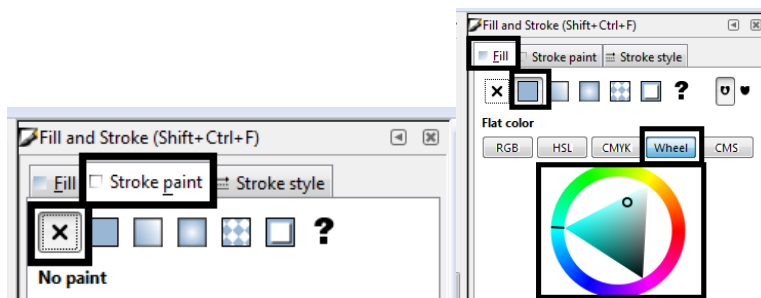 Fill and Stroke (Shift+Ctrl+F)
Fill Stroke paint Stroke style
?
No paint
Fill and Stroke (Shift+Ctrl+F)
Fill Stroke paint Stroke style
?
Flat color
RGB HSL CMYK Wheel CMS